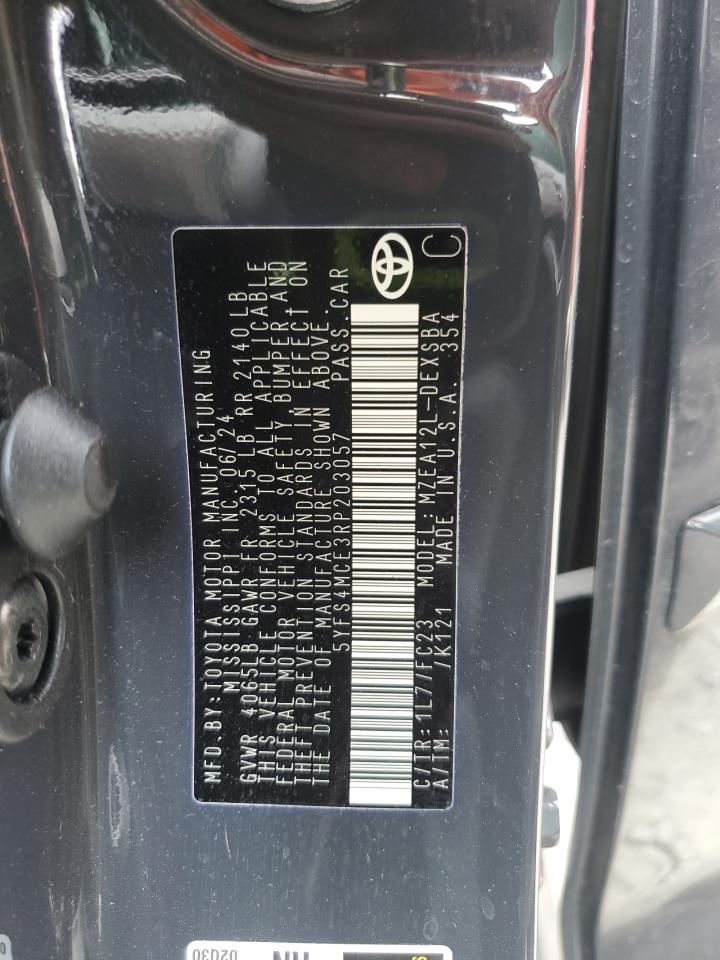 MFD.BY:TOYOTA MOTOR MANUFACTURING
MISSISSIPPI INC.06/24
GVWR 4065LB GAWR FR 2315 LB RR 2140 LB
THIS VEHICLE CONFORMS TO ALL APPLICABLE
FEDERAL MOTOR VEHICLE SAFETY, BUMPER AND
THEFT PREVENTION STANDARDS IN EFFECT ON
THE DATE OF MANUFACTURE SHOWN ABOVE.
5YFS4MCE3RP203057 PASS.CAR
C/TR:1L7/FC23 MODEL:MZEA12L-DEXSBA
A/TM: /K121 MADE IN U.S.A. 354
C
02Q30